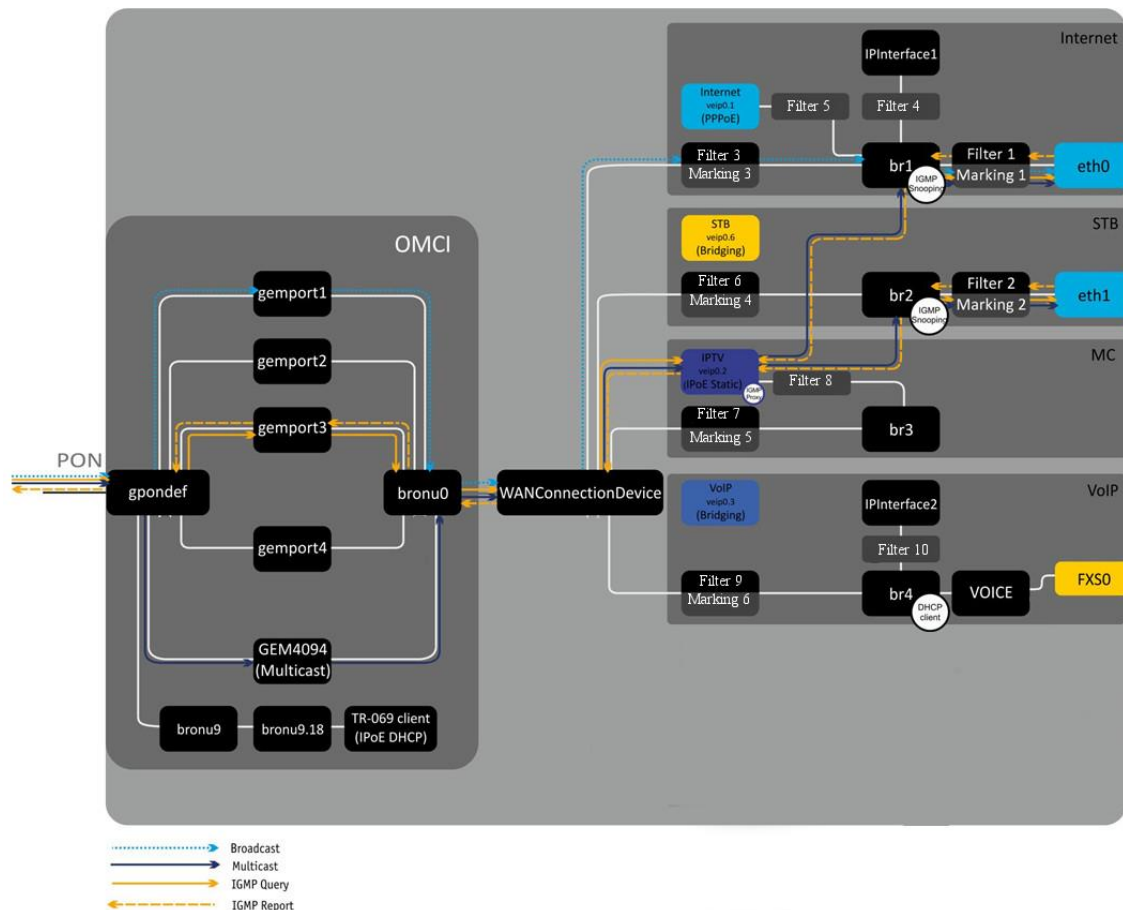 Internet
IPInterface1
Internet
veip0.1
(PPPoE)
Filter 5
Filter 4
Filter 3
Marking 3
br1
IGMP
Snooping
Filter 1
Marking 1
eth0
STB
STB
veip0.6
(Bridging)
Filter 6
Marking 4
br2
IGMP
Snooping
Filter 2
Marking 2
eth1
MC
IPTV
veip0.2
(IPoE Static)
IGMP
Proxy
Filter 8
Filter 7
Marking 5
br3
VoIP
VoIP
veip0.3
(Bridging)
IPInterface2
Filter 10
Filter 9
Marking 6
br4
DHCP
client
VOICE
FXS0
OMCI
gemport1
gemport2
gemport3
PON
gpondef
bronu0
WANConnectionDevice
gemport4
GEM4094
(Multicast)
bronu9
bronu9.18
TR-069 client
(IPoE DHCP)
Broadcast
Multicast
IGMP Query
IGMP Report